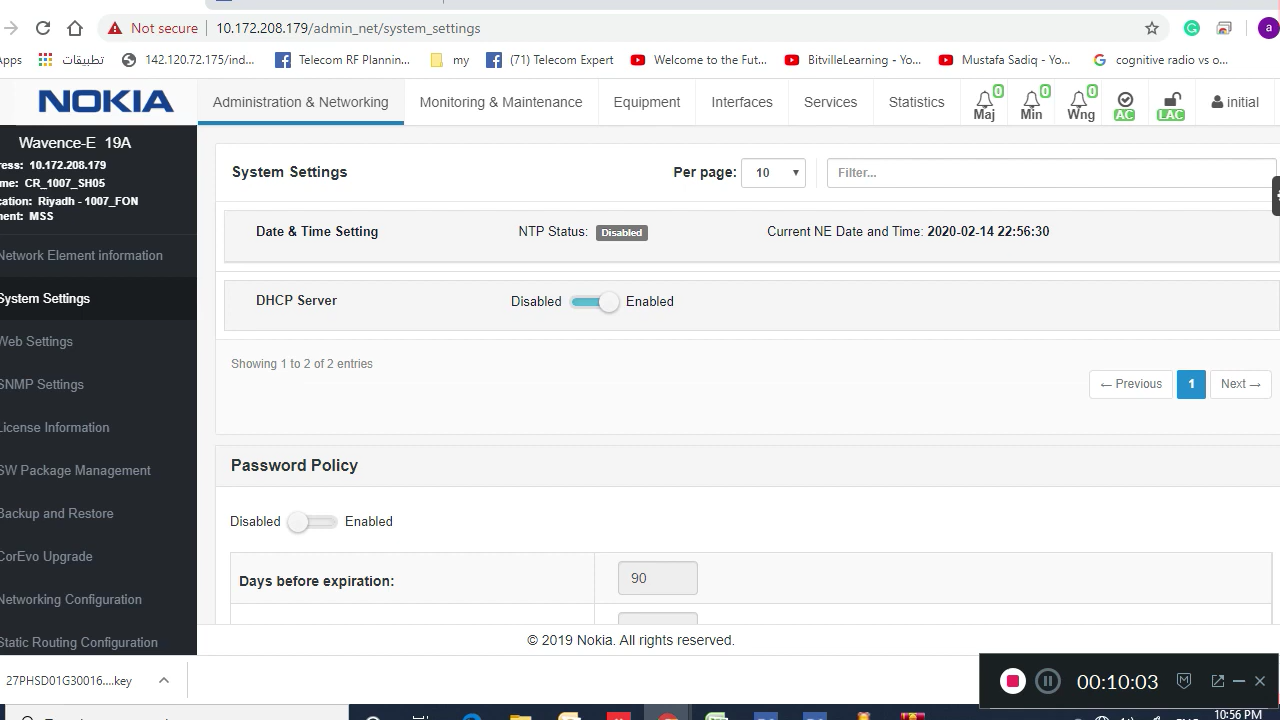 Not secure 10.172.208.179/admin_net/system_settings
Apps تطبيقات 142.120.72.175/ind... Telecom RF Plannin... my (71) Telecom Expert Welcome to the Fut... BitvilleLearning - Yo... Mustafa Sadiq - Yo... cognitive radio vs o...
NOKIA Administration & Networking Monitoring & Maintenance Equipment Interfaces Service Statistics 0 Maj 0 Min 0 Wng AC LAC initial
Wavence-E 19A
ress: 10.172.208.179
me: CR_1007_SH05
cation: Riyadh - 1007_FON
ment: MSS
Network Element information
System Settings
Web Settings
SNMP Settings
License Information
SW Package Management
Backup and Restore
CorEvo Upgrade
Networking Configuration
Static Routing Configuration
System Settings Per page: 10 Filter...
Date & Time Setting NTP Status: Disabled Current NE Date and Time: 2020-02-14 22:56:30
DHCP Server Disabled Enabled
Showing 1 to 2 of 2 entries
← Previous 1 Next →
Password Policy
Disabled Enabled
Days before expiration: 90
© 2019 Nokia. All rights reserved.
27PHSD01G30016....key
00:10:03
10:56 PM